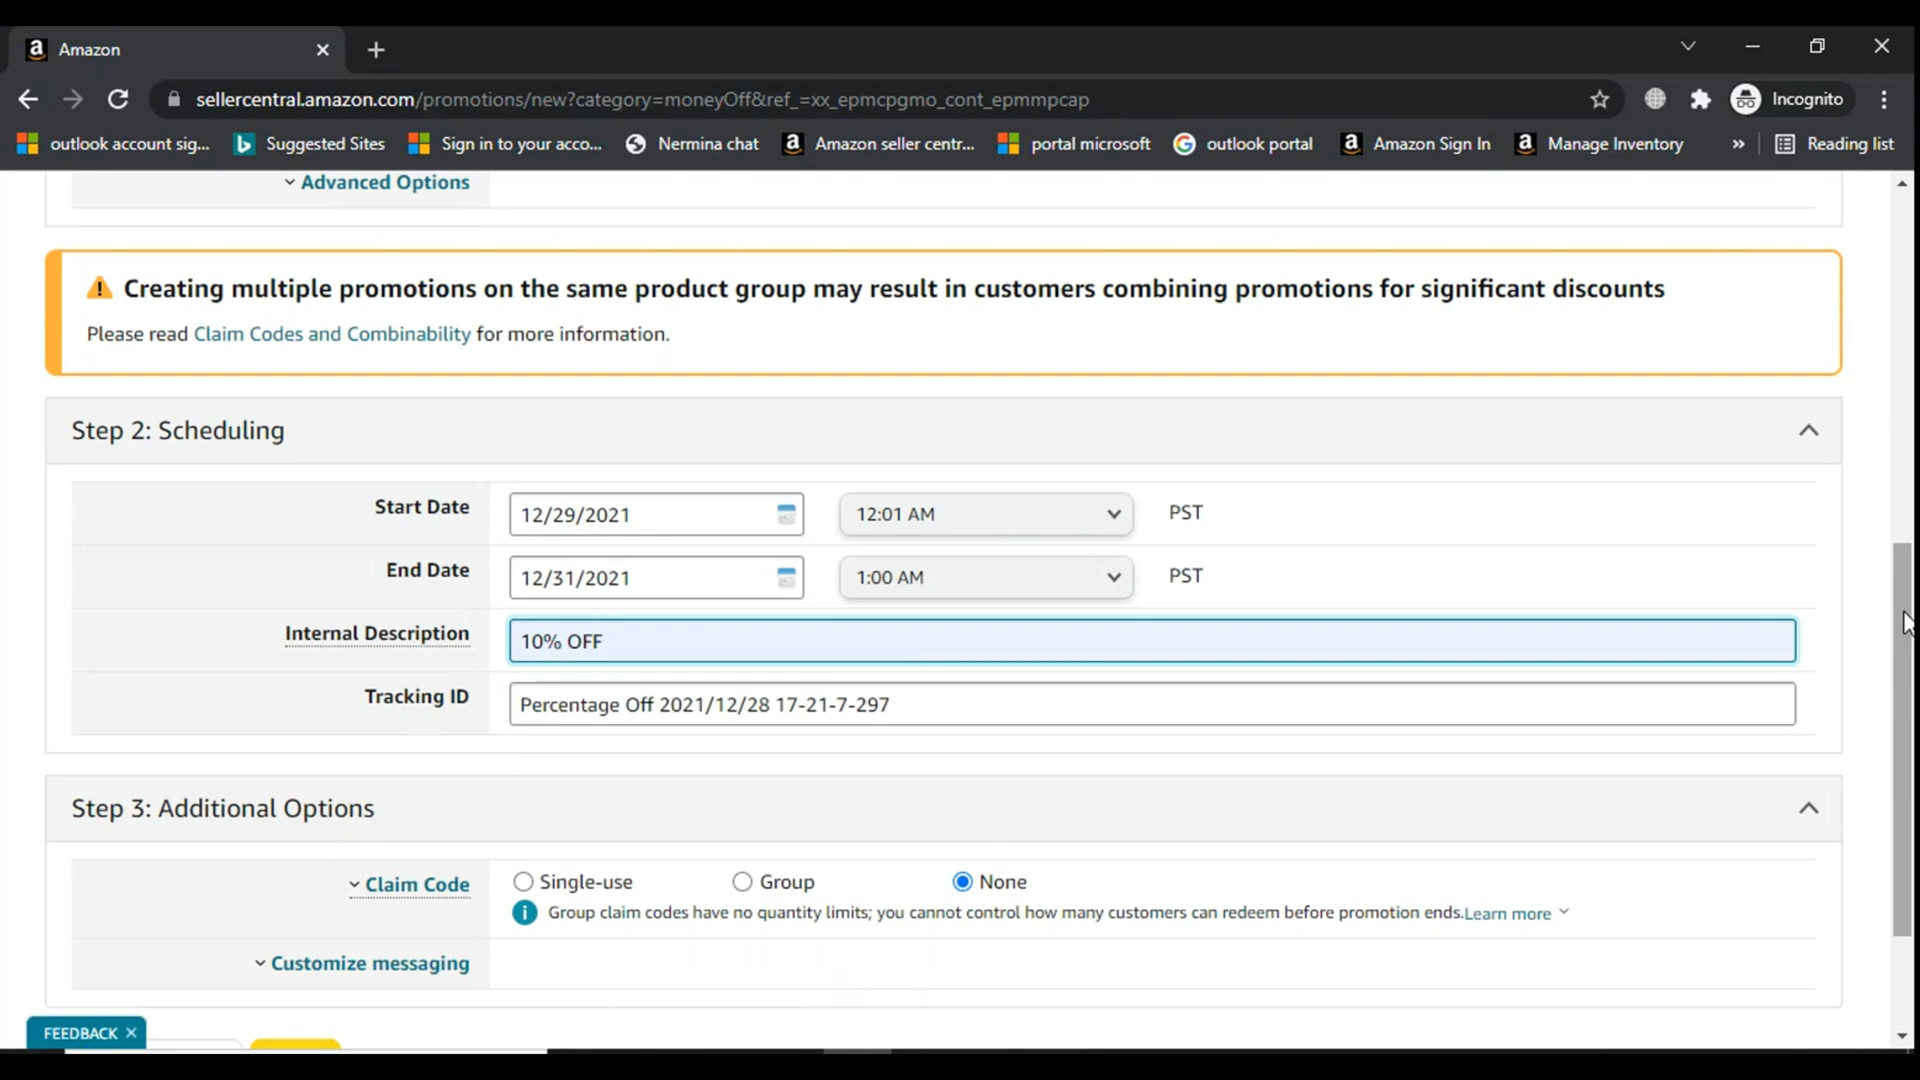 Amazon
sellercentral.amazon.com/promotions/new?category=moneyOff&ref_=xx_epmcpgmo_cont_epmmpcap
Incognito
outlook account sig...
Suggested Sites
Sign in to your acco...
Nermina chat
Amazon seller centr...
portal microsoft
outlook portal
Amazon Sign In
Manage Inventory
»
Reading list
Advanced Options
Creating multiple promotions on the same product group may result in customers combining promotions for significant discounts
Please read Claim Codes and Combinability for more information.
Step 2: Scheduling
Start Date
12/29/2021
12:01 AM
PST
End Date
12/31/2021
1:00 AM
PST
Internal Description
10% OFF
Tracking ID
Percentage Off 2021/12/28 17-21-7-297
Step 3: Additional Options
Claim Code
Single-use
Group
None
Group claim codes have no quantity limits; you cannot control how many customers can redeem before promotion ends.Learn more
Customize messaging
FEEDBACK